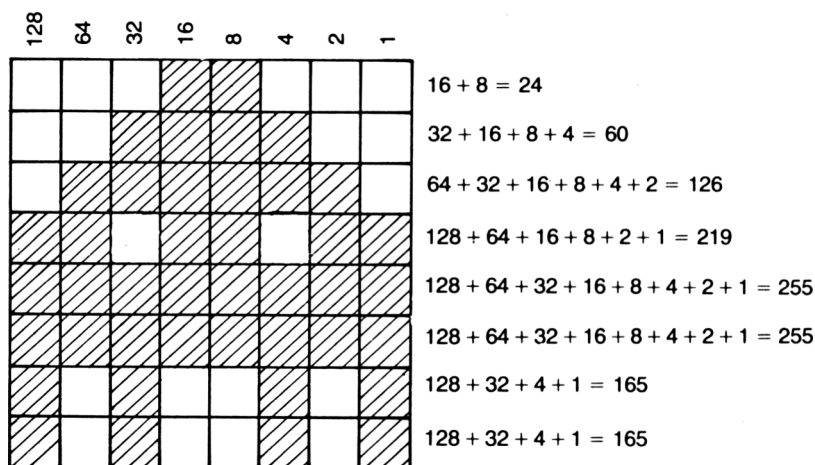 128 64 32 16 8 4 2 1
16 + 8 = 24
32 + 16 + 8 + 4 = 60
64 + 32 + 16 + 8 + 4 + 2 = 126
128 + 64 + 16 + 8 + 2 + 1 = 219
128 + 64 + 32 + 16 + 8 + 4 + 2 + 1 = 255
128 + 64 + 32 + 16 + 8 + 4 + 2 + 1 = 255
128 + 32 + 4 + 1 = 165
128 + 32 + 4 + 1 = 165